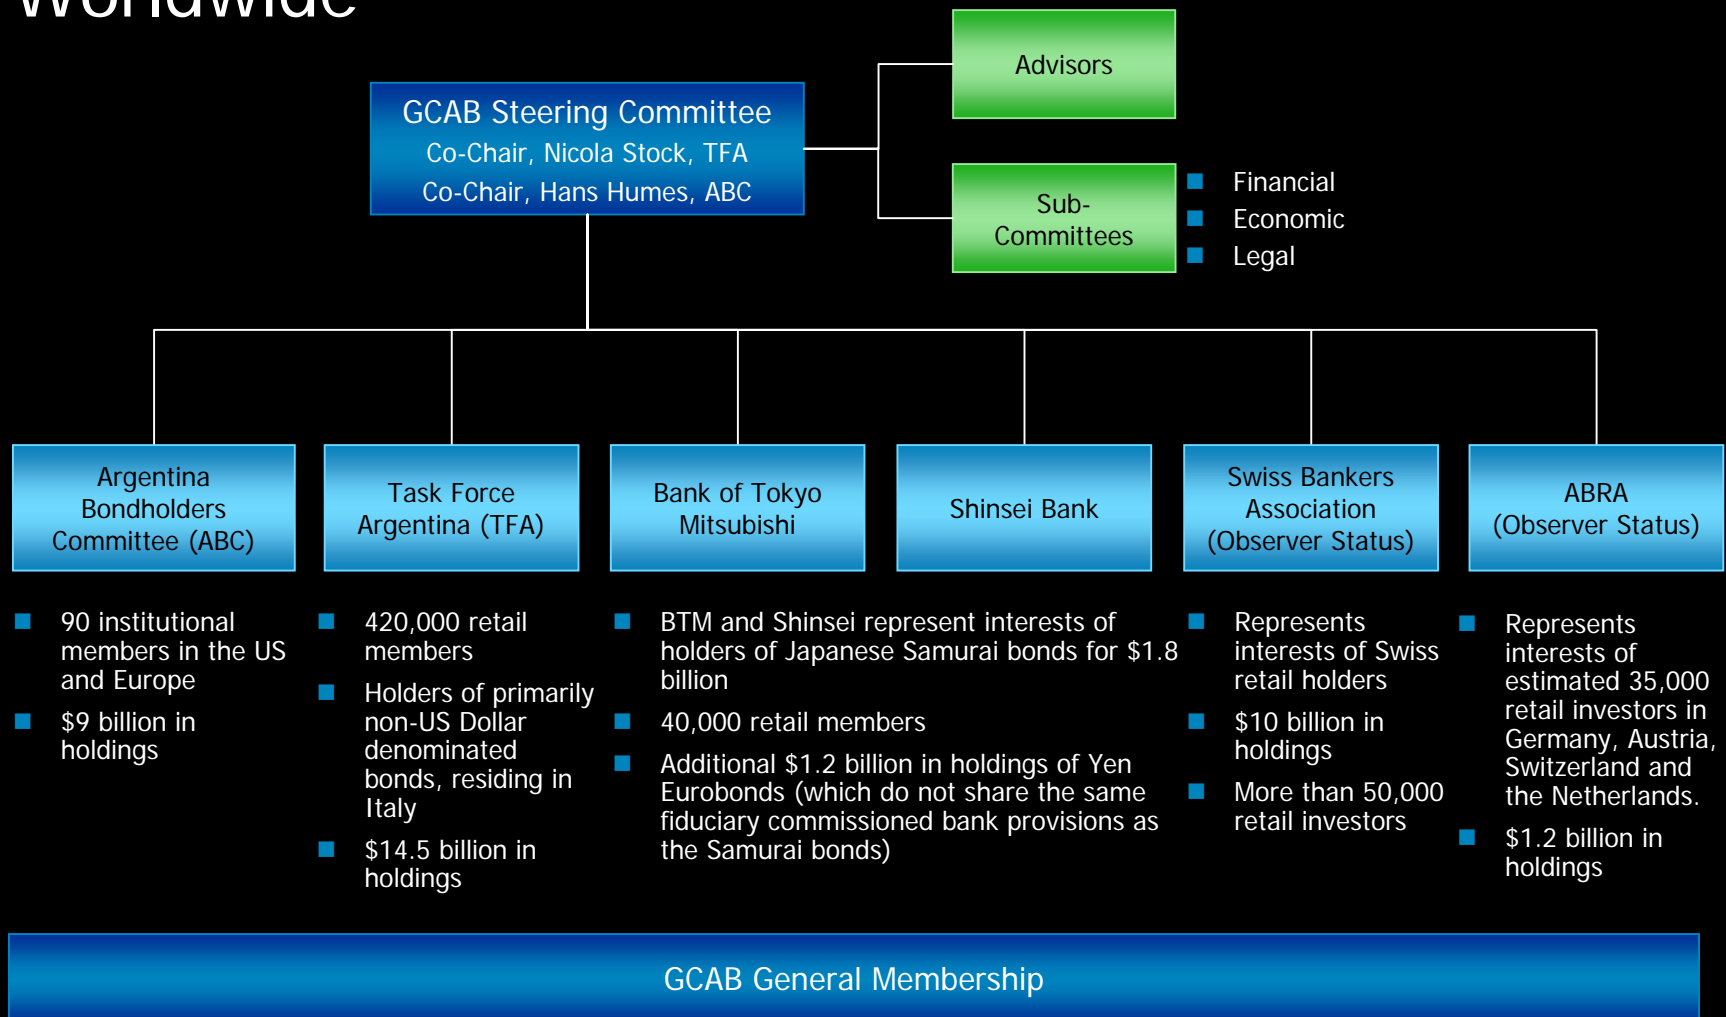 Worldwide
GCAB Steering Committee
Co-Chair, Nicola Stock, TFA
Co-Chair, Hans Humes, ABC
Advisors
Sub-
Committees
Financial
Economic
Legal
Argentina
Bondholders
Committee (ABC)
Task Force
Argentina (TFA)
Bank of Tokyo
Mitsubishi
Shinsei Bank
Swiss Bankers
Association
(Observer Status)
ABRA
(Observer Status)
90 institutional
members in the US
and Europe
$9 billion in
holdings
420,000 retail
members
Holders of primarily
non-US Dollar
denominated
bonds, residing in
Italy
$14.5 billion in
holdings
BTM and Shinsei represent interests of
holders of Japanese Samurai bonds for $1.8
billion
40,000 retail members
Additional $1.2 billion in holdings of Yen
Eurobonds (which do not share the same
fiduciary commissioned bank provisions as
the Samurai bonds)
Represents
interests of Swiss
retail holders
$10 billion in
holdings
More than 50,000
retail investors
Represents
interests of
estimated 35,000
retail investors in
Germany, Austria,
Switzerland and
the Netherlands.
$1.2 billion in
holdings
GCAB General Membership